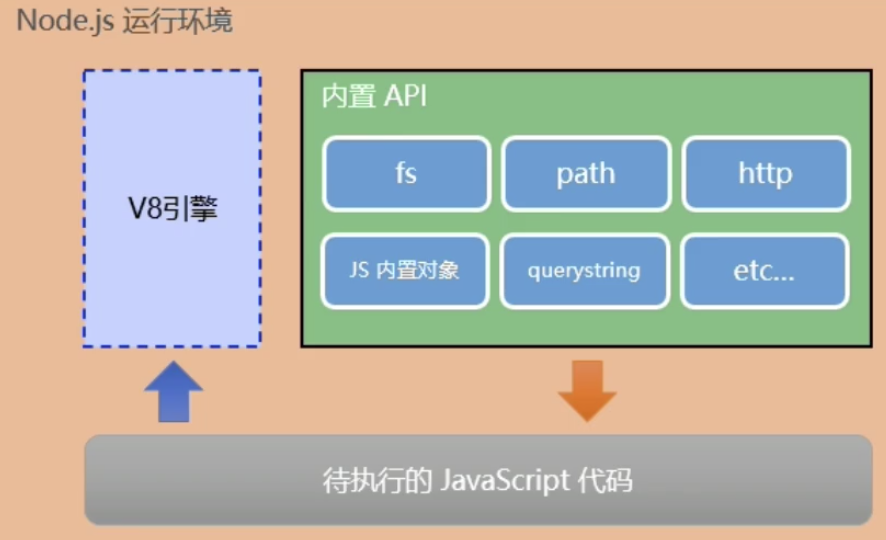 Node.js 运行环境
V8引擎
内置 API
fs
path
http
JS 内置对象
querystring
etc...
待执行的 JavaScript 代码